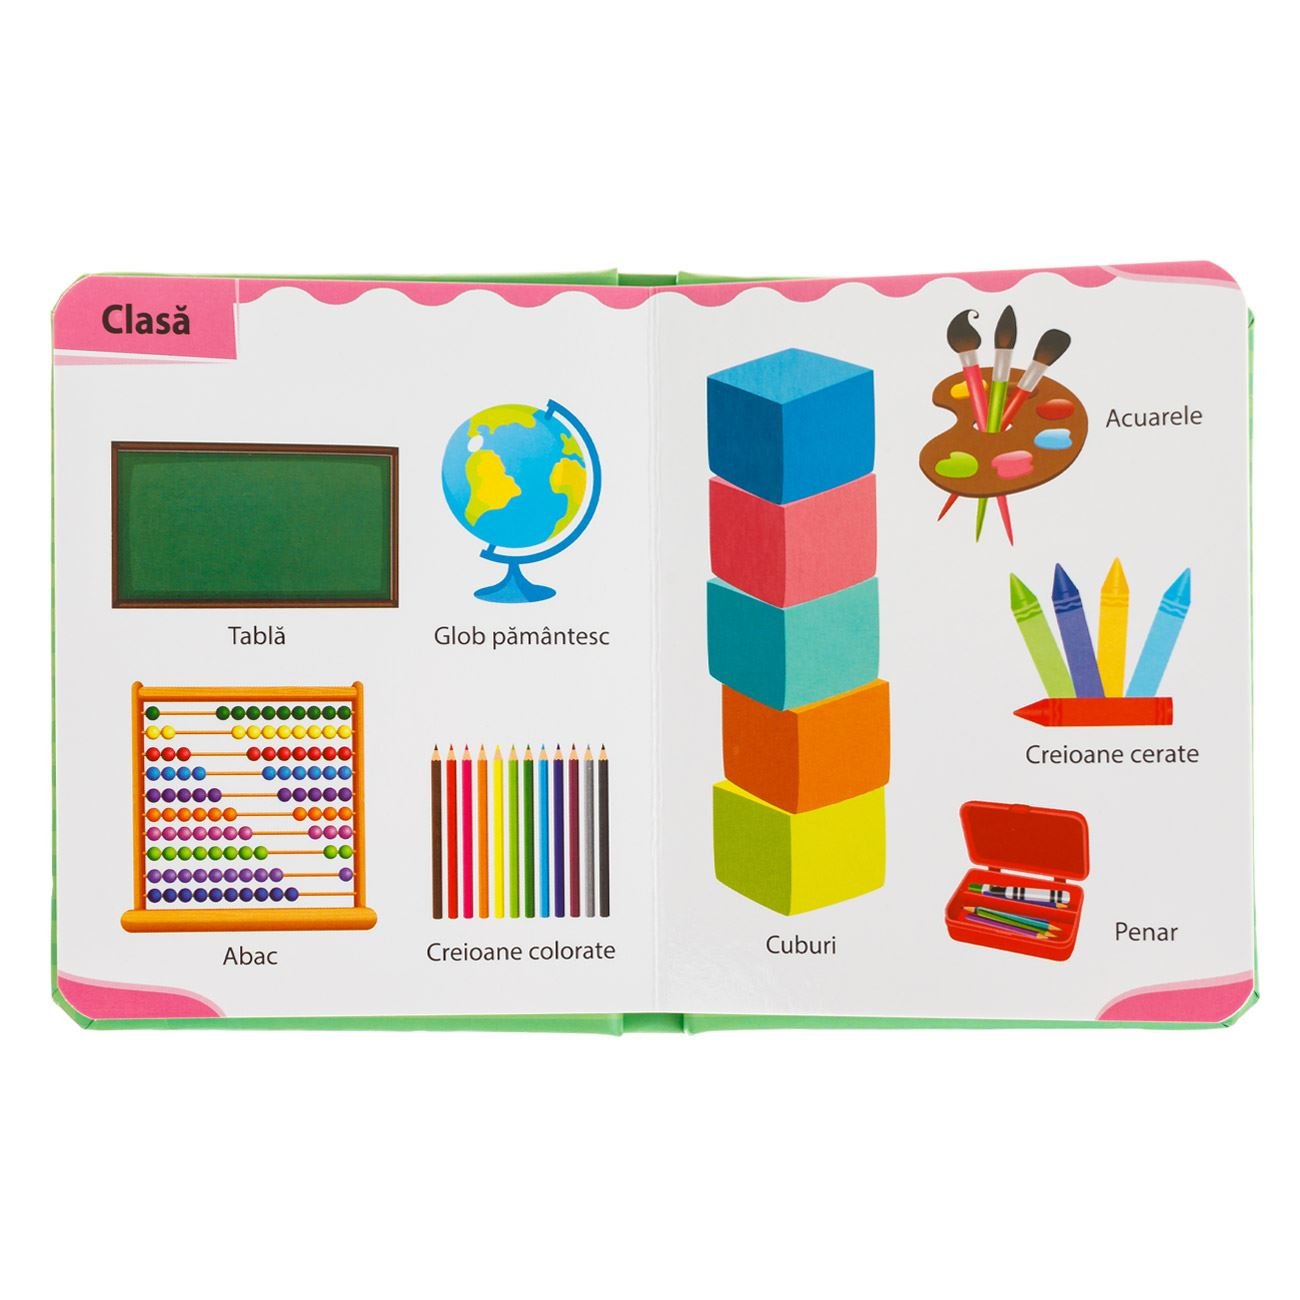 Clasă
Tablă
Glob pământesc
Abac
Creioane colorate
Cuburi
Acuarele
Creioane cerate
Penar